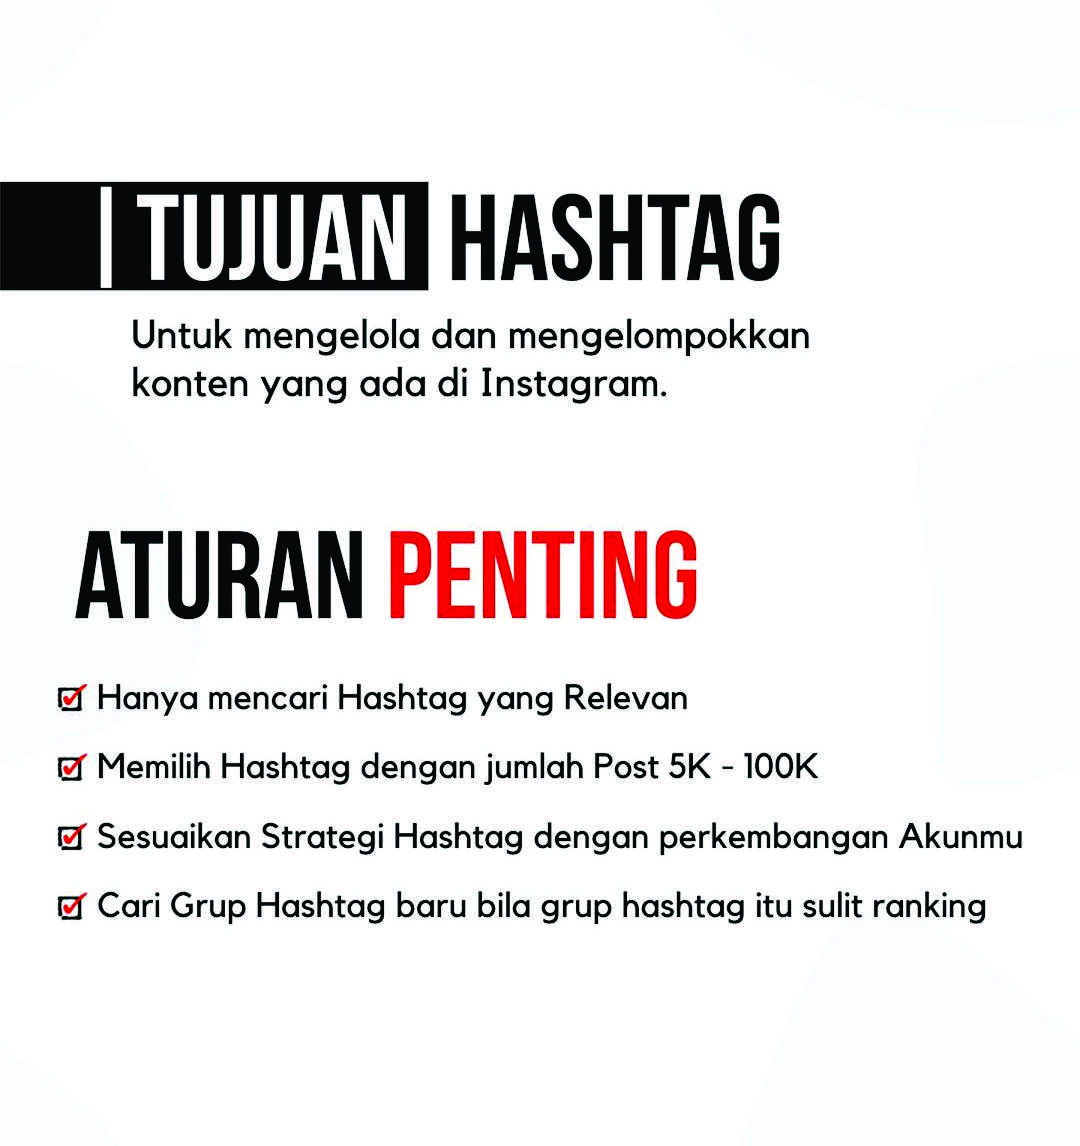 TUJUAN HASHTAG
Untuk mengelola dan mengelompokkan
konten yang ada di Instagram.
ATURAN PENTING
Hanya mencari Hashtag yang Relevan
Memilih Hashtag dengan jumlah Post 5K - 100K
Sesuaikan Strategi Hashtag dengan perkembangan Akunmu
Cari Grup Hashtag baru bila grup hashtag itu sulit ranking